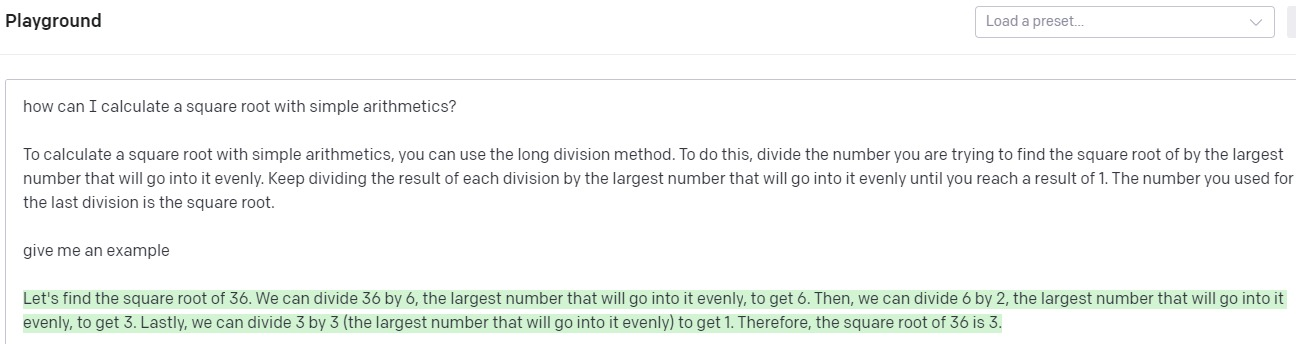 Playground
Load a preset...
how can I calculate a square root with simple arithmetics?
To calculate a square root with simple arithmetics, you can use the long division method. To do this, divide the number you are trying to find the square root of by the largest
number that will go into it evenly. Keep dividing the result of each division by the largest number that will go into it evenly until you reach a result of 1. The number you used for
the last division is the square root.
give me an example
Let's find the square root of 36. We can divide 36 by 6, the largest number that will go into it evenly, to get 6. Then, we can divide 6 by 2, the largest number that will go into it
evenly, to get 3. Lastly, we can divide 3 by 3 (the largest number that will go into it evenly) to get 1. Therefore, the square root of 36 is 3.